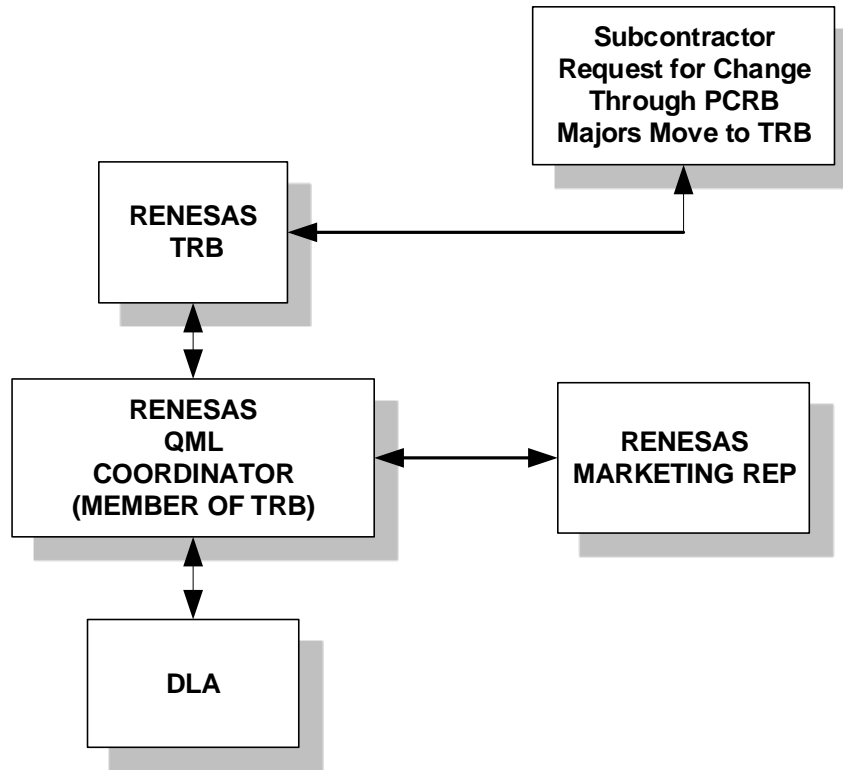 Subcontractor
Request for Change
Through PCRB
Majors Move to TRB
RENESAS
TRB
RENESAS
QML
COORDINATOR
(MEMBER OF TRB)
RENESAS
MARKETING REP
DLA